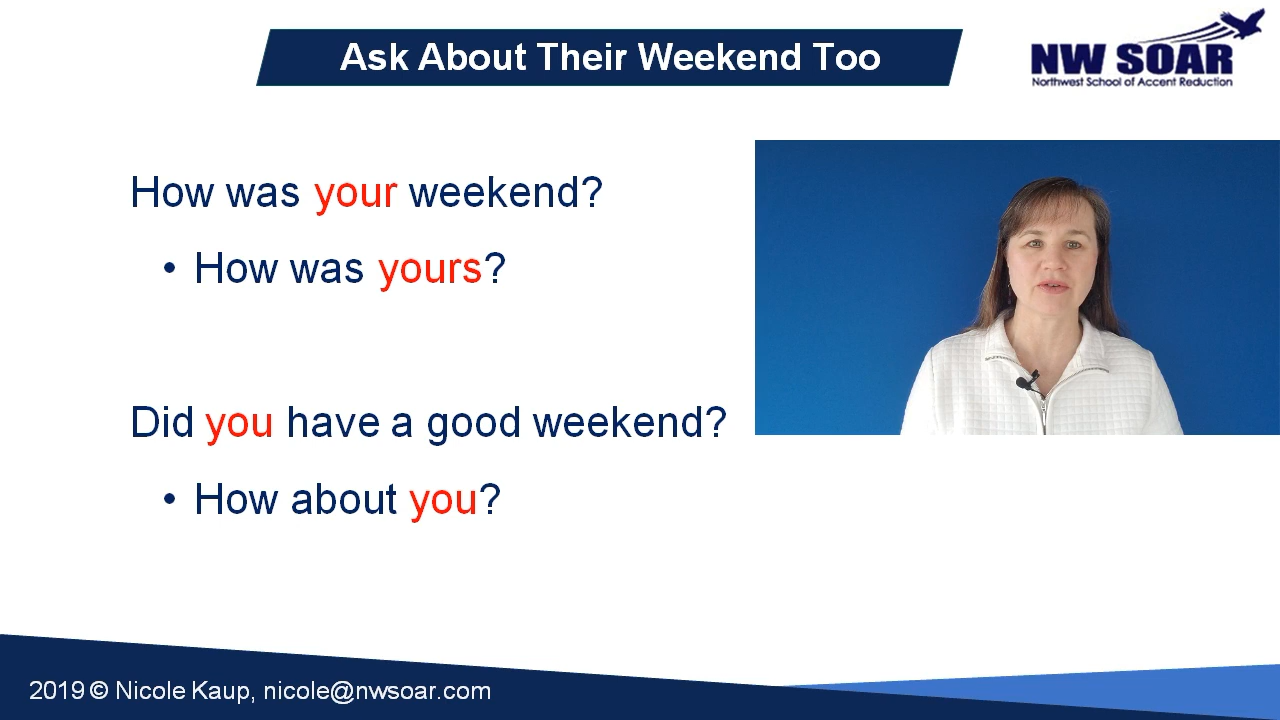 Ask About Their Weekend Too
NW SOAR
Northwest School of Accent Reduction
How was your weekend?
• How was yours?
Did you have a good weekend?
• How about you?
2019 © Nicole Kaup, nicole@nwsoar.com